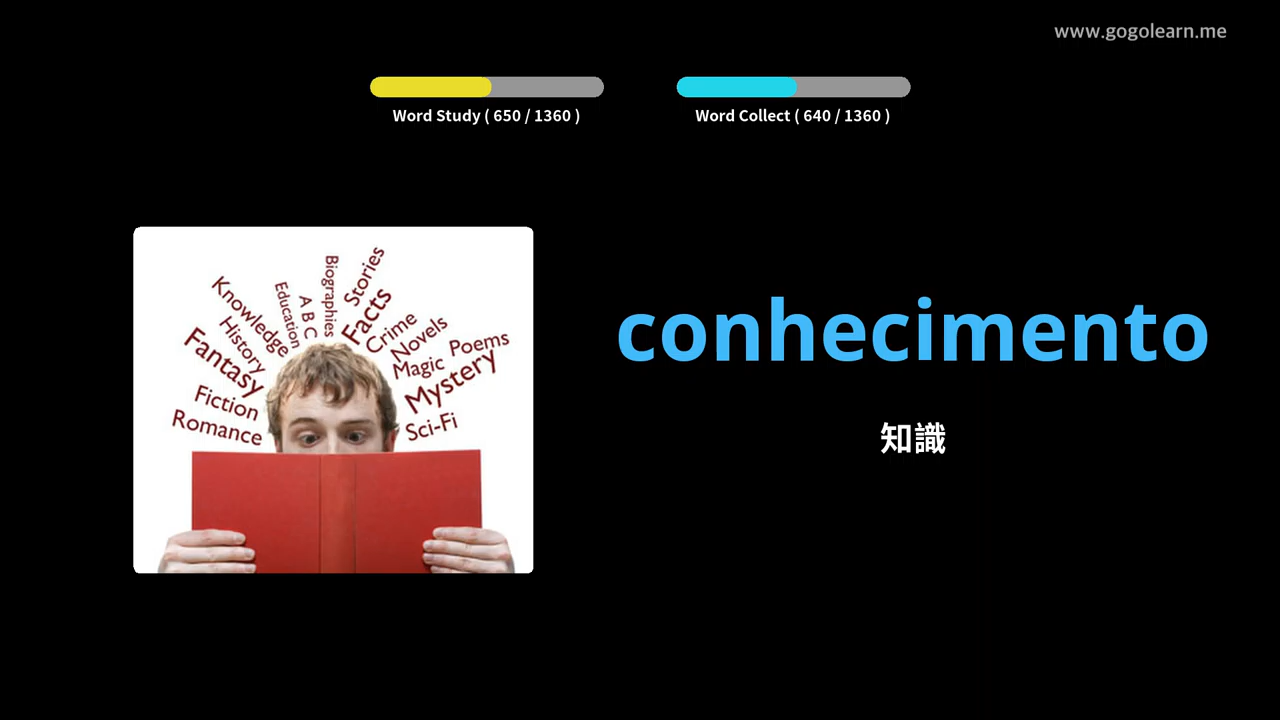 www.gogolearn.me
Word Study ( 650 / 1360 )
Word Collect ( 640 / 1360 )
Biographies
Stories
Education
A B C
Facts
Knowledge
Crime
History
Novels
Fantasy
Magic
Poems
Mystery
Fiction
Romance
Sci-Fi
conhecimento
知識